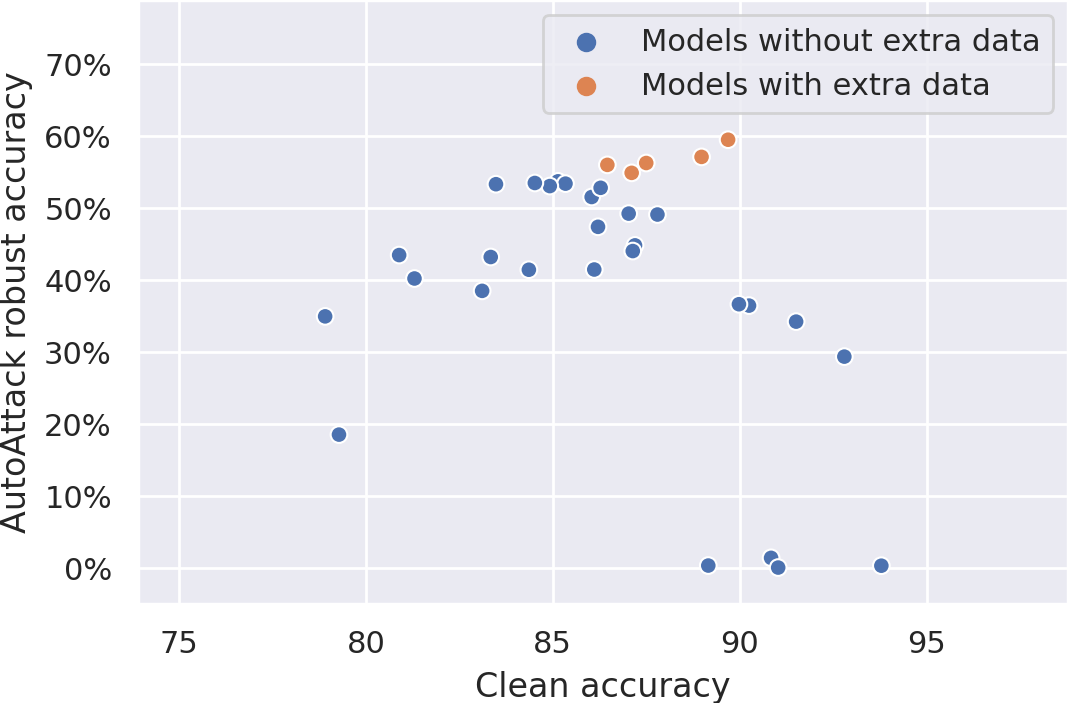 Models without extra data
Models with extra data
AutoAttack robust accuracy
70%
60%
50%
40%
30%
20%
10%
0%
75 80 85 90 95
Clean accuracy